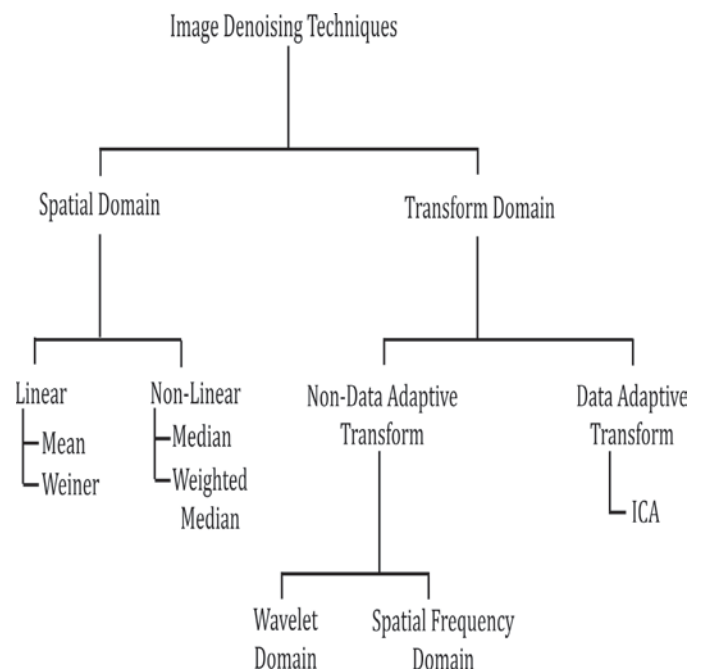 Image Denoising Techniques
Spatial Domain
Transform Domain
Linear
Mean
Weiner
Non-Linear
Median
Weighted
Median
Non-Data Adaptive
Transform
Data Adaptive
Transform
ICA
Wavelet
Domain
Spatial Frequency
Domain